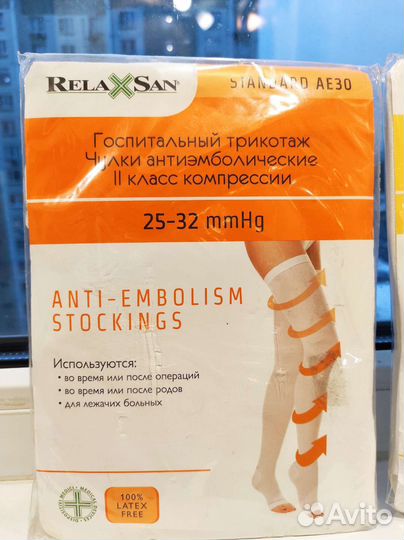 RELAXSAN®
STANDARD AE30
Госпитальный трикотаж
Чулки антиэмболические
II класс компрессии
25-32 mmHg
ANTI-EMBOLISM
STOCKINGS
Используются:
• во время или после операций
• во время или после родов
• для лежачих больных
100%
LATEX
FREE
Avito